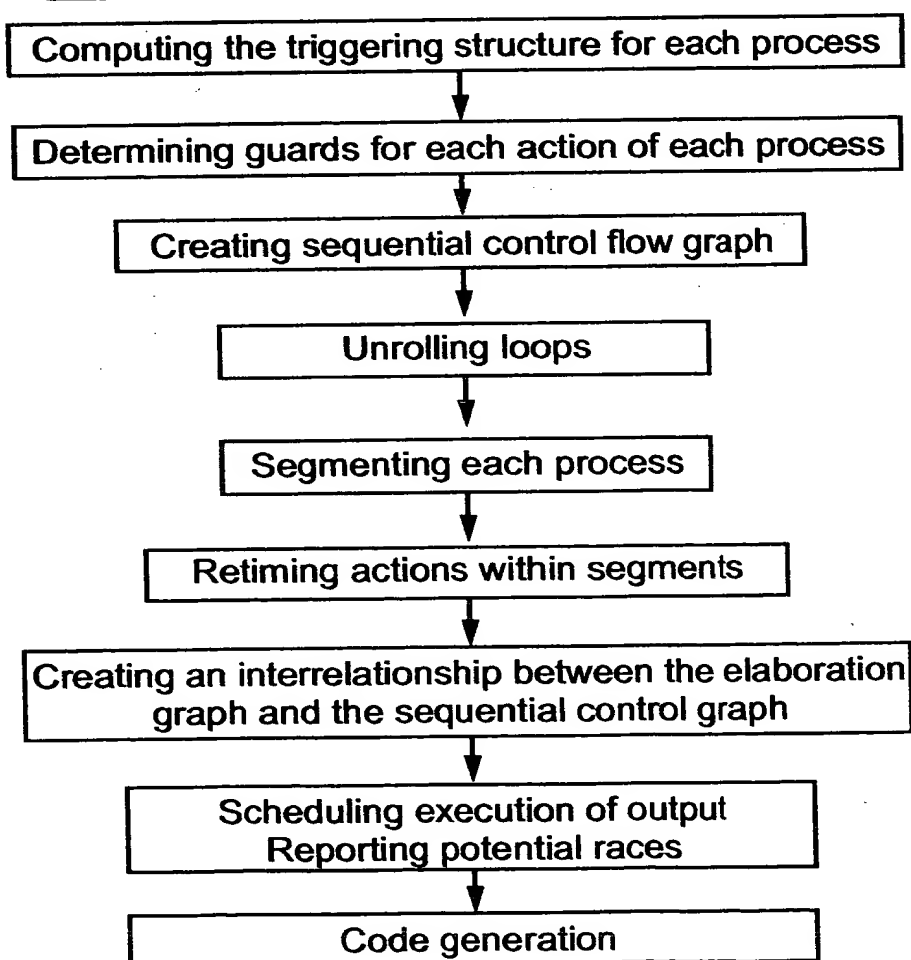 Computing the triggering structure for each process
Determining guards for each action of each process
Creating sequential control flow graph
Unrolling loops
Segmenting each process
Retiming actions within segments
Creating an interrelationship between the elaboration
graph and the sequential control graph
Scheduling execution of output
Reporting potential races
Code generation